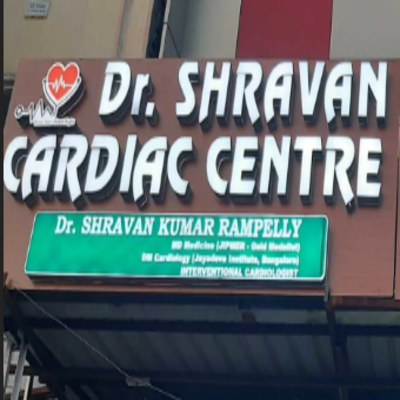 Dr. SHRAVAN
CARDIAC CENTRE
Dr. SHRAVAN KUMAR RAMPELLY
MD Medicine (JIPMER - Gold Medalist)
DM Cardiology (Jayadeva Institute, Bangalore)
INTERVENTIONAL CARDIOLOGIST